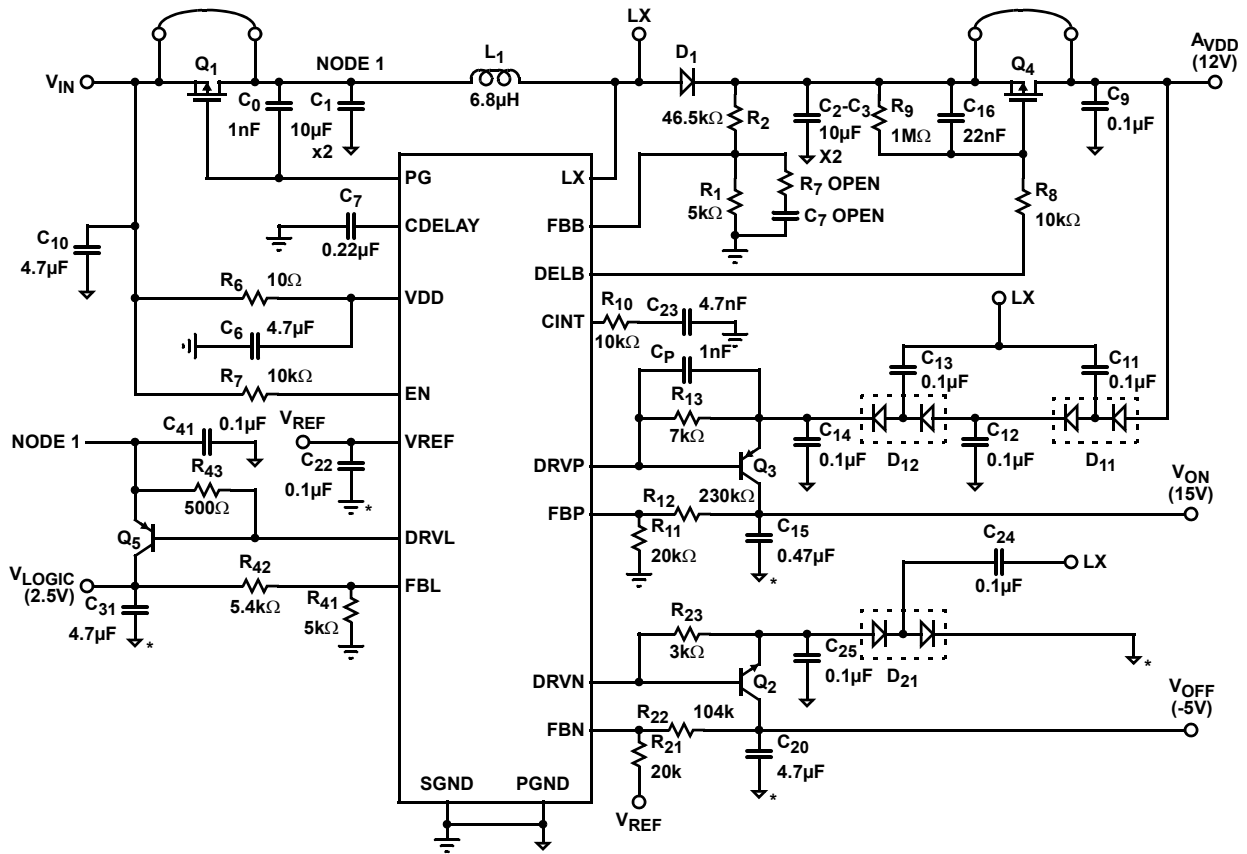 LX
VIN
Q1
NODE 1
L1
6.8µH
D1
Q4
AVDD
(12V)
C0
1nF
C1
10µF
x2
46.5kΩ
R2
C2-C3
10µF
X2
R9
1MΩ
C16
22nF
C9
0.1µF
PG
LX
R1
5kΩ
R7 OPEN
C7 OPEN
R8
10kΩ
C7
0.22µF
CDELAY
FBB
C10
4.7µF
DELB
R6
10Ω
VDD
C6
4.7µF
CINT
R10
10kΩ
C23
4.7nF
LX
R7
10kΩ
EN
CP
1nF
C13
0.1µF
C11
0.1µF
NODE 1
C41
0.1µF
VREF
VREF
C22
0.1µF
*
R13
7kΩ
C14
0.1µF
D12
C12
0.1µF
D11
R43
500Ω
DRVP
Q3
VON
(15V)
Q5
DRVL
FBP
R12
230kΩ
R11
20kΩ
C15
0.47µF
*
C24
0.1µF
LX
VLOGIC
(2.5V)
R42
5.4kΩ
FBL
R41
5kΩ
C31
4.7µF
*
R23
3kΩ
C25
0.1µF
D21
*
DRVN
Q2
VOFF
(-5V)
FBN
R22
104k
R21
20k
C20
4.7µF
*
SGND
PGND
VREF